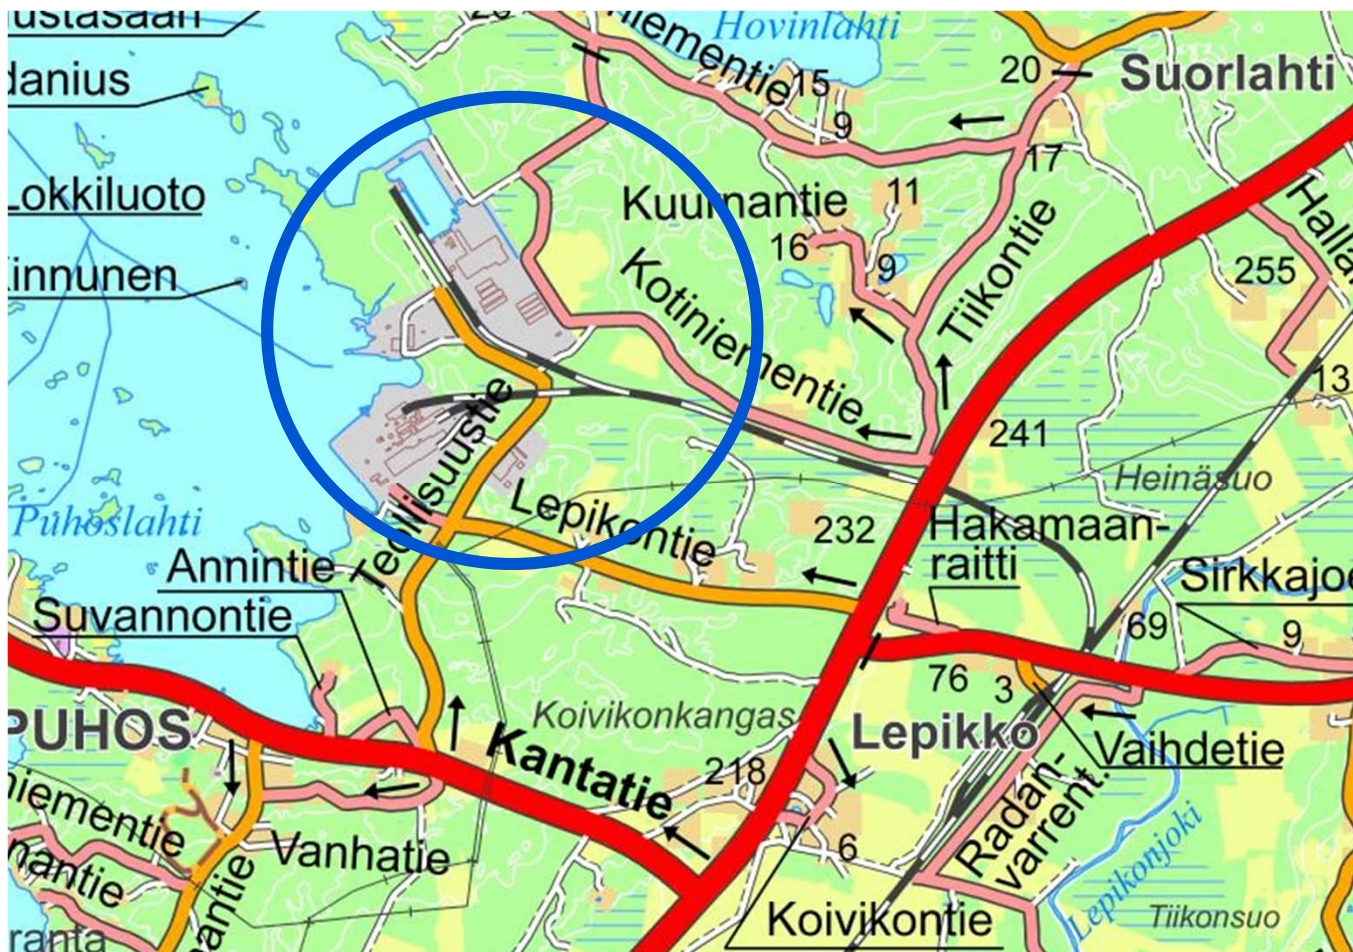 Hovinlahti
danius
15
20
Suorlahti
9
17
Lokkiluoto
Kuurnantie
11
16
9
Tiikontie
255
Kinnunen
Kotiniementie
13
241
Heinäsuo
Teollisuustie
Lepikontie
232
Hakamaan-
raitti
Puhoslahti
Annintie
Suvannontie
69
9
76
3
PUHOS
Koivikonkangas
Lepikko
Vaihdetie
Kantatie
218
Radan-
varrent.
Vanhatie
6
Lepikonjoki
Koivikontie
Tiikonsuo